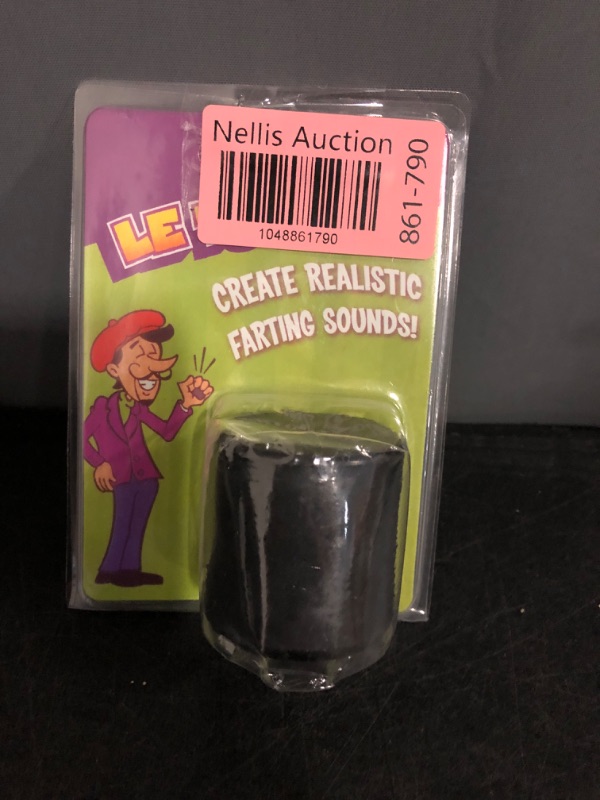 Nellis Auction
1048861790
861-790
LE
CREATE REALISTIC
FARTING SOUNDS!